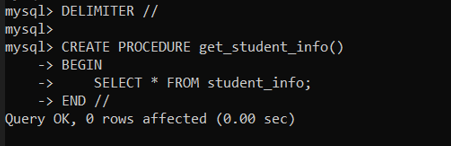 mysql> DELIMITER //
mysql>
mysql> CREATE PROCEDURE get_student_info()
    -> BEGIN
    ->     SELECT * FROM student_info;
    -> END //
Query OK, 0 rows affected (0.00 sec)